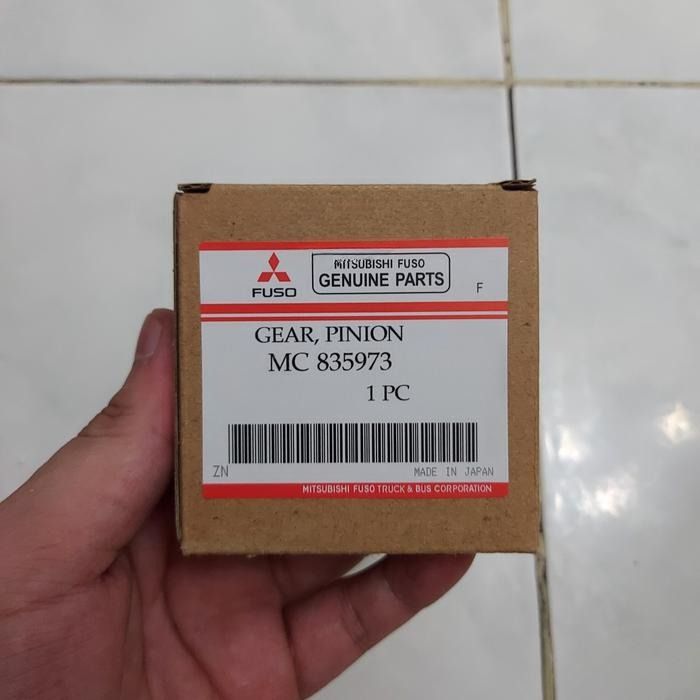 MITSUBISHI FUSO
GENUINE PARTS
FUSO
F
GEAR, PINION
MC 835973
1 PC
ZN
MADE IN JAPAN
MITSUBISHI FUSO TRUCK & BUS CORPORATION